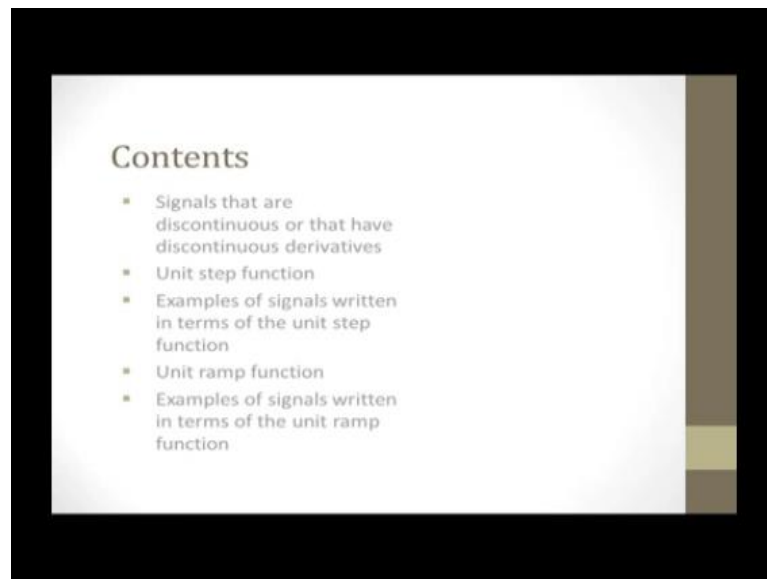 Contents
Signals that are
discontinuous or that have
discontinuous derivatives
Unit step function
Examples of signals written
in terms of the unit step
function
Unit ramp function
Examples of signals written
in terms of the unit ramp
function